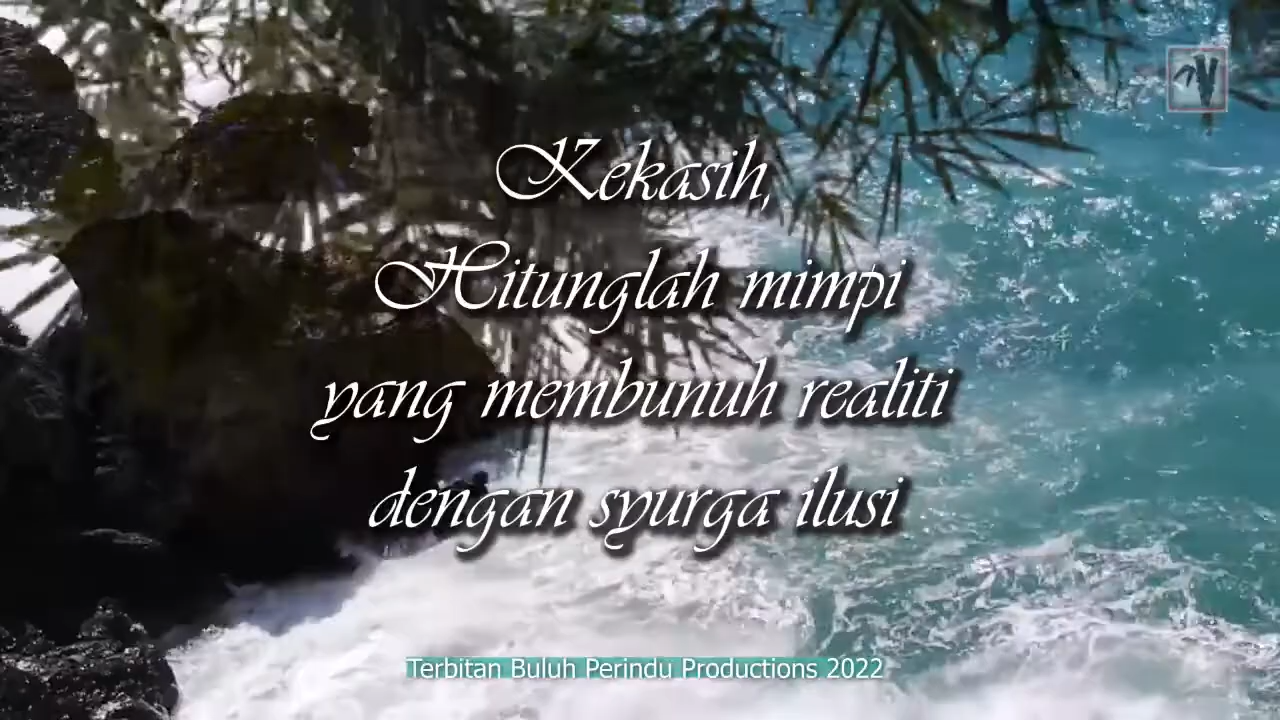 Kekasih,
Hitunglah mimpi
yang membunuh realiti
dengan syurga ilusi
Terbitan Buluh Perindu Productions 2022